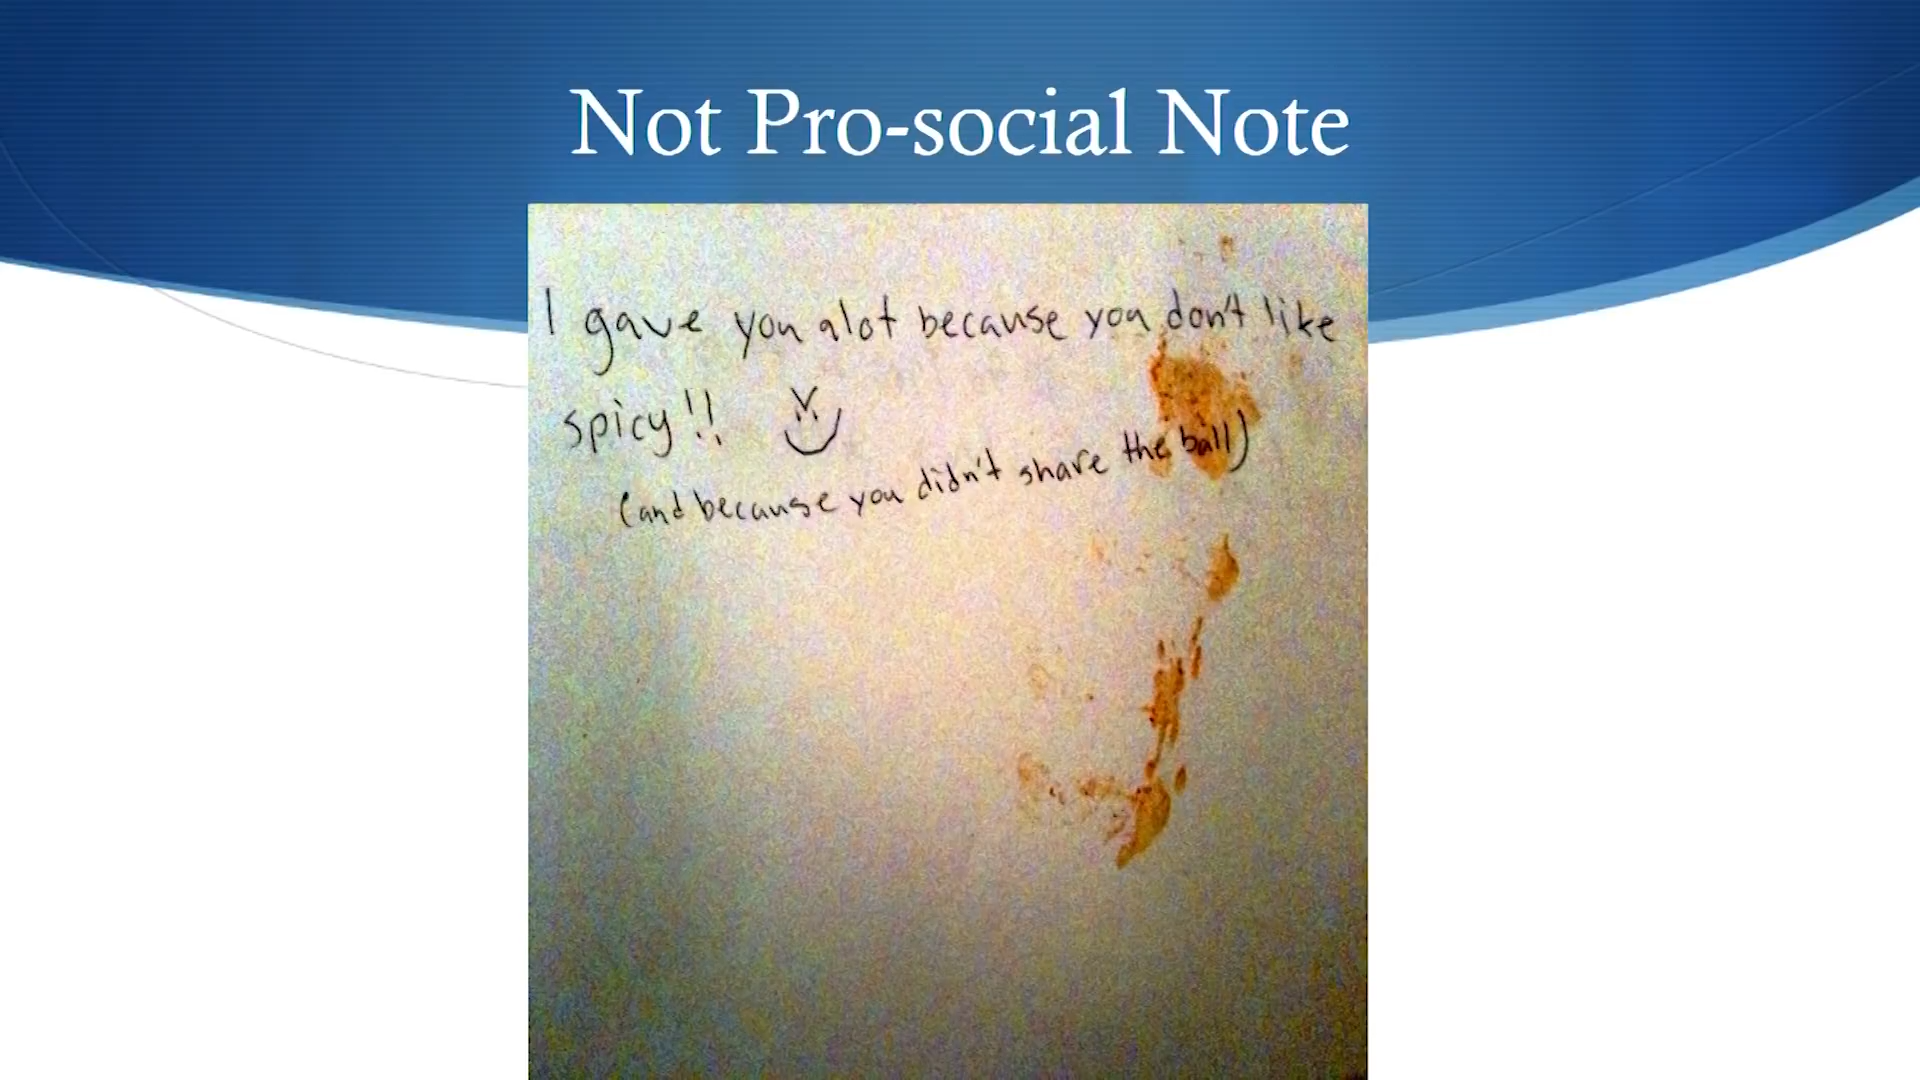 Not Pro-social Note
I gave you alot because you don't like
spicy!!
(and because you didn't share the ball)